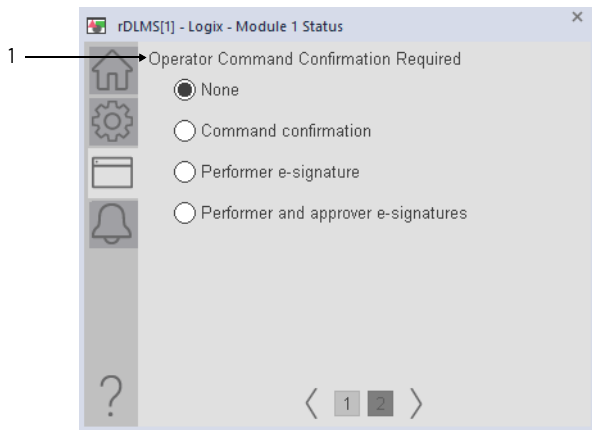 rDLMS[1] - Logix - Module 1 Status
1
Operator Command Confirmation Required
None
Command confirmation
Performer e-signature
Performer and approver e-signatures
?
1 2